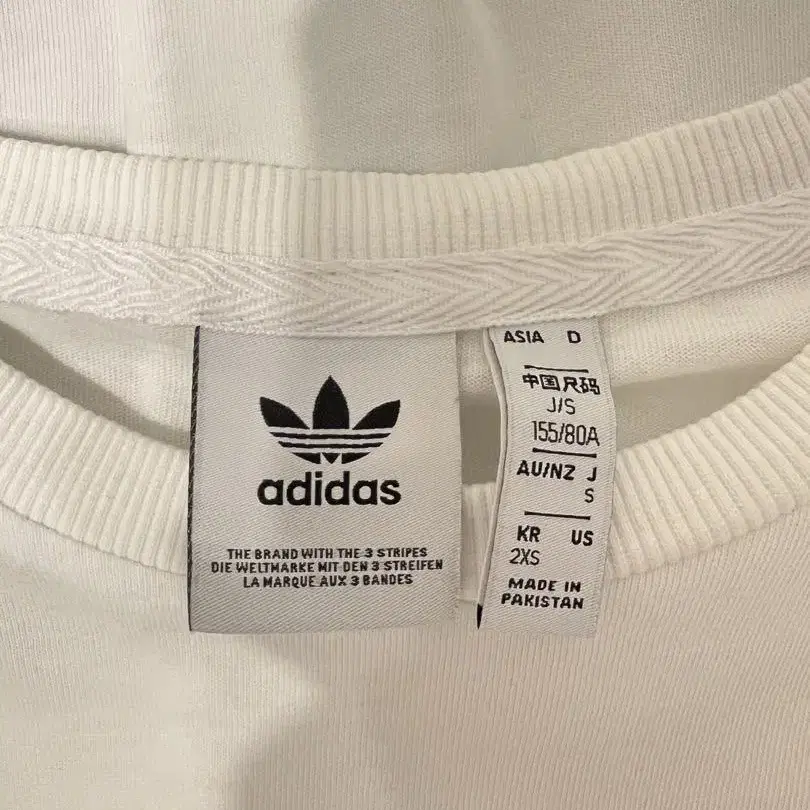 adidas
THE BRAND WITH THE 3 STRIPES
DIE WELTMARKE MIT DEN 3 STREIFEN
LA MARQUE AUX 3 BANDES
ASIA D
中国尺码
J/S
155/80A
AU/NZ J
S
KR US
2XS
MADE IN
PAKISTAN